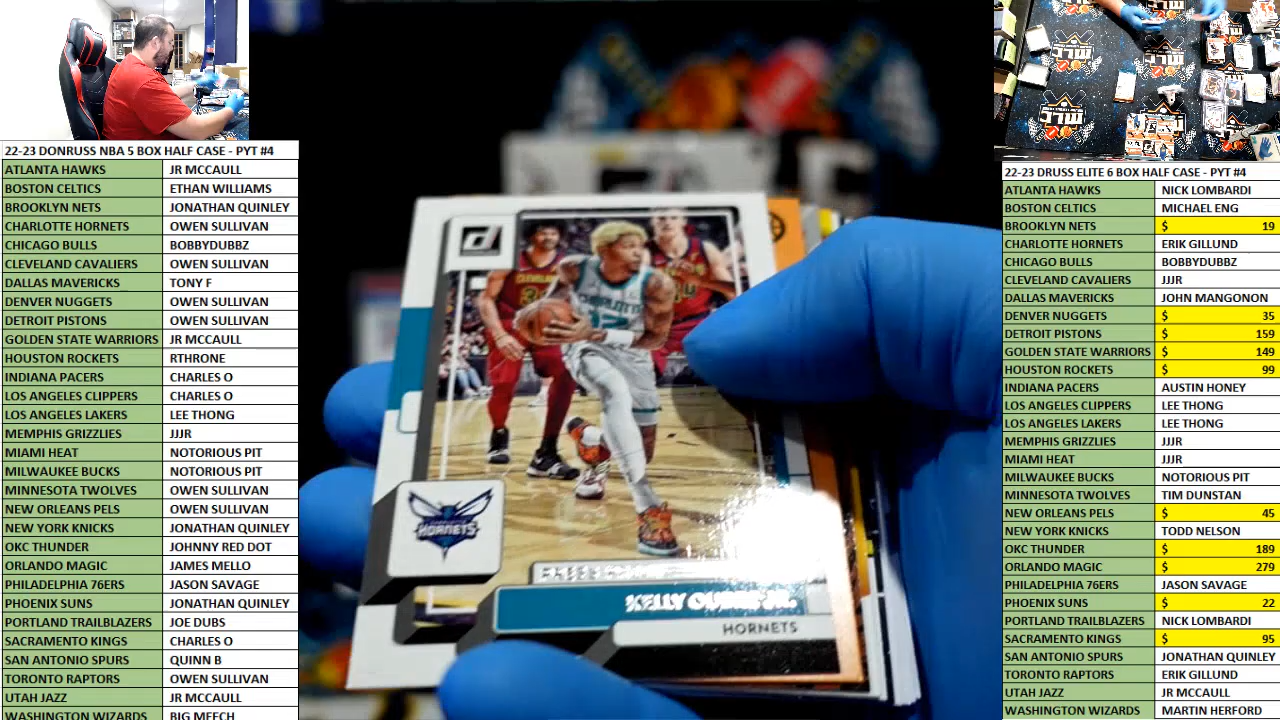 22-23 DONRUSS NBA 5 BOX HALF CASE - PYT #4
ATLANTA HAWKS JR MCCAULL
BOSTON CELTICS ETHAN WILLIAMS
BROOKLYN NETS JONATHAN QUINLEY
CHARLOTTE HORNETS OWEN SULLIVAN
CHICAGO BULLS BOBBYDUBBZ
CLEVELAND CAVALIERS OWEN SULLIVAN
DALLAS MAVERICKS TONY F
DENVER NUGGETS OWEN SULLIVAN
DETROIT PISTONS OWEN SULLIVAN
GOLDEN STATE WARRIORS JR MCCAULL
HOUSTON ROCKETS RTHRONE
INDIANA PACERS CHARLES O
LOS ANGELES CLIPPERS CHARLES O
LOS ANGELES LAKERS LEE THONG
MEMPHIS GRIZZLIES JJJR
MIAMI HEAT NOTORIOUS PIT
MILWAUKEE BUCKS NOTORIOUS PIT
MINNESOTA TWOLVES OWEN SULLIVAN
NEW ORLEANS PELS OWEN SULLIVAN
NEW YORK KNICKS JONATHAN QUINLEY
OKC THUNDER JOHNNY RED DOT
ORLANDO MAGIC JAMES MELLO
PHILADELPHIA 76ERS JASON SAVAGE
PHOENIX SUNS JONATHAN QUINLEY
PORTLAND TRAILBLAZERS JOE DUBS
SACRAMENTO KINGS CHARLES O
SAN ANTONIO SPURS QUINN B
TORONTO RAPTORS OWEN SULLIVAN
UTAH JAZZ JR MCCAULL
WASHINGTON WIZARDS BIG MEECH
CHARLOTTE
12
HORNETS
KELLY JR.
HORNETS
22-23 DRUSS ELITE 6 BOX HALF CASE - PYT #4
ATLANTA HAWKS NICK LOMBARDI
BOSTON CELTICS MICHAEL ENG
BROOKLYN NETS $ 19
CHARLOTTE HORNETS ERIK GILLUND
CHICAGO BULLS BOBBYDUBBZ
CLEVELAND CAVALIERS JJJR
DALLAS MAVERICKS JOHN MANGONON
DENVER NUGGETS $ 35
DETROIT PISTONS $ 159
GOLDEN STATE WARRIORS $ 149
HOUSTON ROCKETS $ 99
INDIANA PACERS AUSTIN HONEY
LOS ANGELES CLIPPERS LEE THONG
LOS ANGELES LAKERS LEE THONG
MEMPHIS GRIZZLIES JJJR
MIAMI HEAT JJJR
MILWAUKEE BUCKS NOTORIOUS PIT
MINNESOTA TWOLVES TIM DUNSTAN
NEW ORLEANS PELS $ 45
NEW YORK KNICKS TODD NELSON
OKC THUNDER $ 189
ORLANDO MAGIC $ 279
PHILADELPHIA 76ERS JASON SAVAGE
PHOENIX SUNS $ 22
PORTLAND TRAILBLAZERS NICK LOMBARDI
SACRAMENTO KINGS $ 95
SAN ANTONIO SPURS JONATHAN QUINLEY
TORONTO RAPTORS ERIK GILLUND
UTAH JAZZ JR MCCAULL
WASHINGTON WIZARDS MARTIN HERFORD